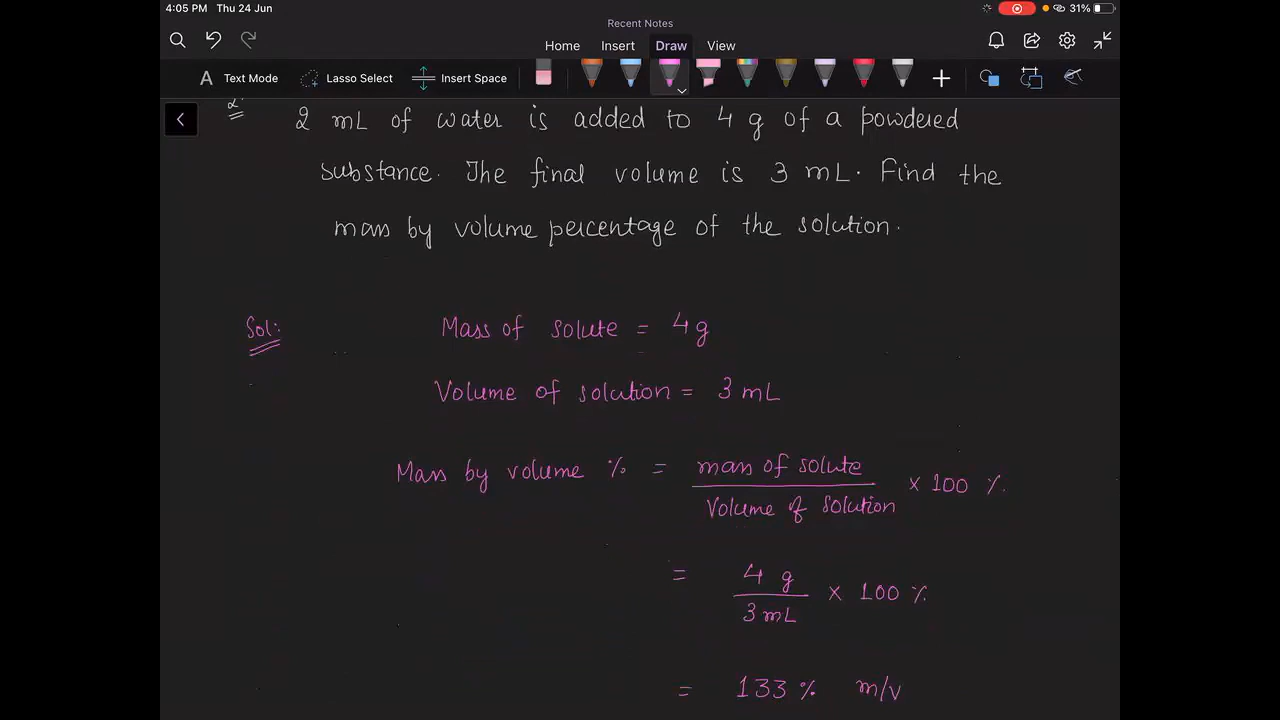 4:05 PM Thu 24 Jun
31%
Recent Notes
Home Insert Draw View
A Text Mode Lasso Select Insert Space
2 mL of water is added to 4 g of a powdered
substance. The final volume is 3 mL. Find the
mass by volume percentage of the solution.
Sol:
Mass of solute = 4g
Volume of solution = 3 mL
Mass by volume % = mass of solute / Volume of solution × 100 %
= 4 g / 3 mL × 100 %
= 133 % m/v